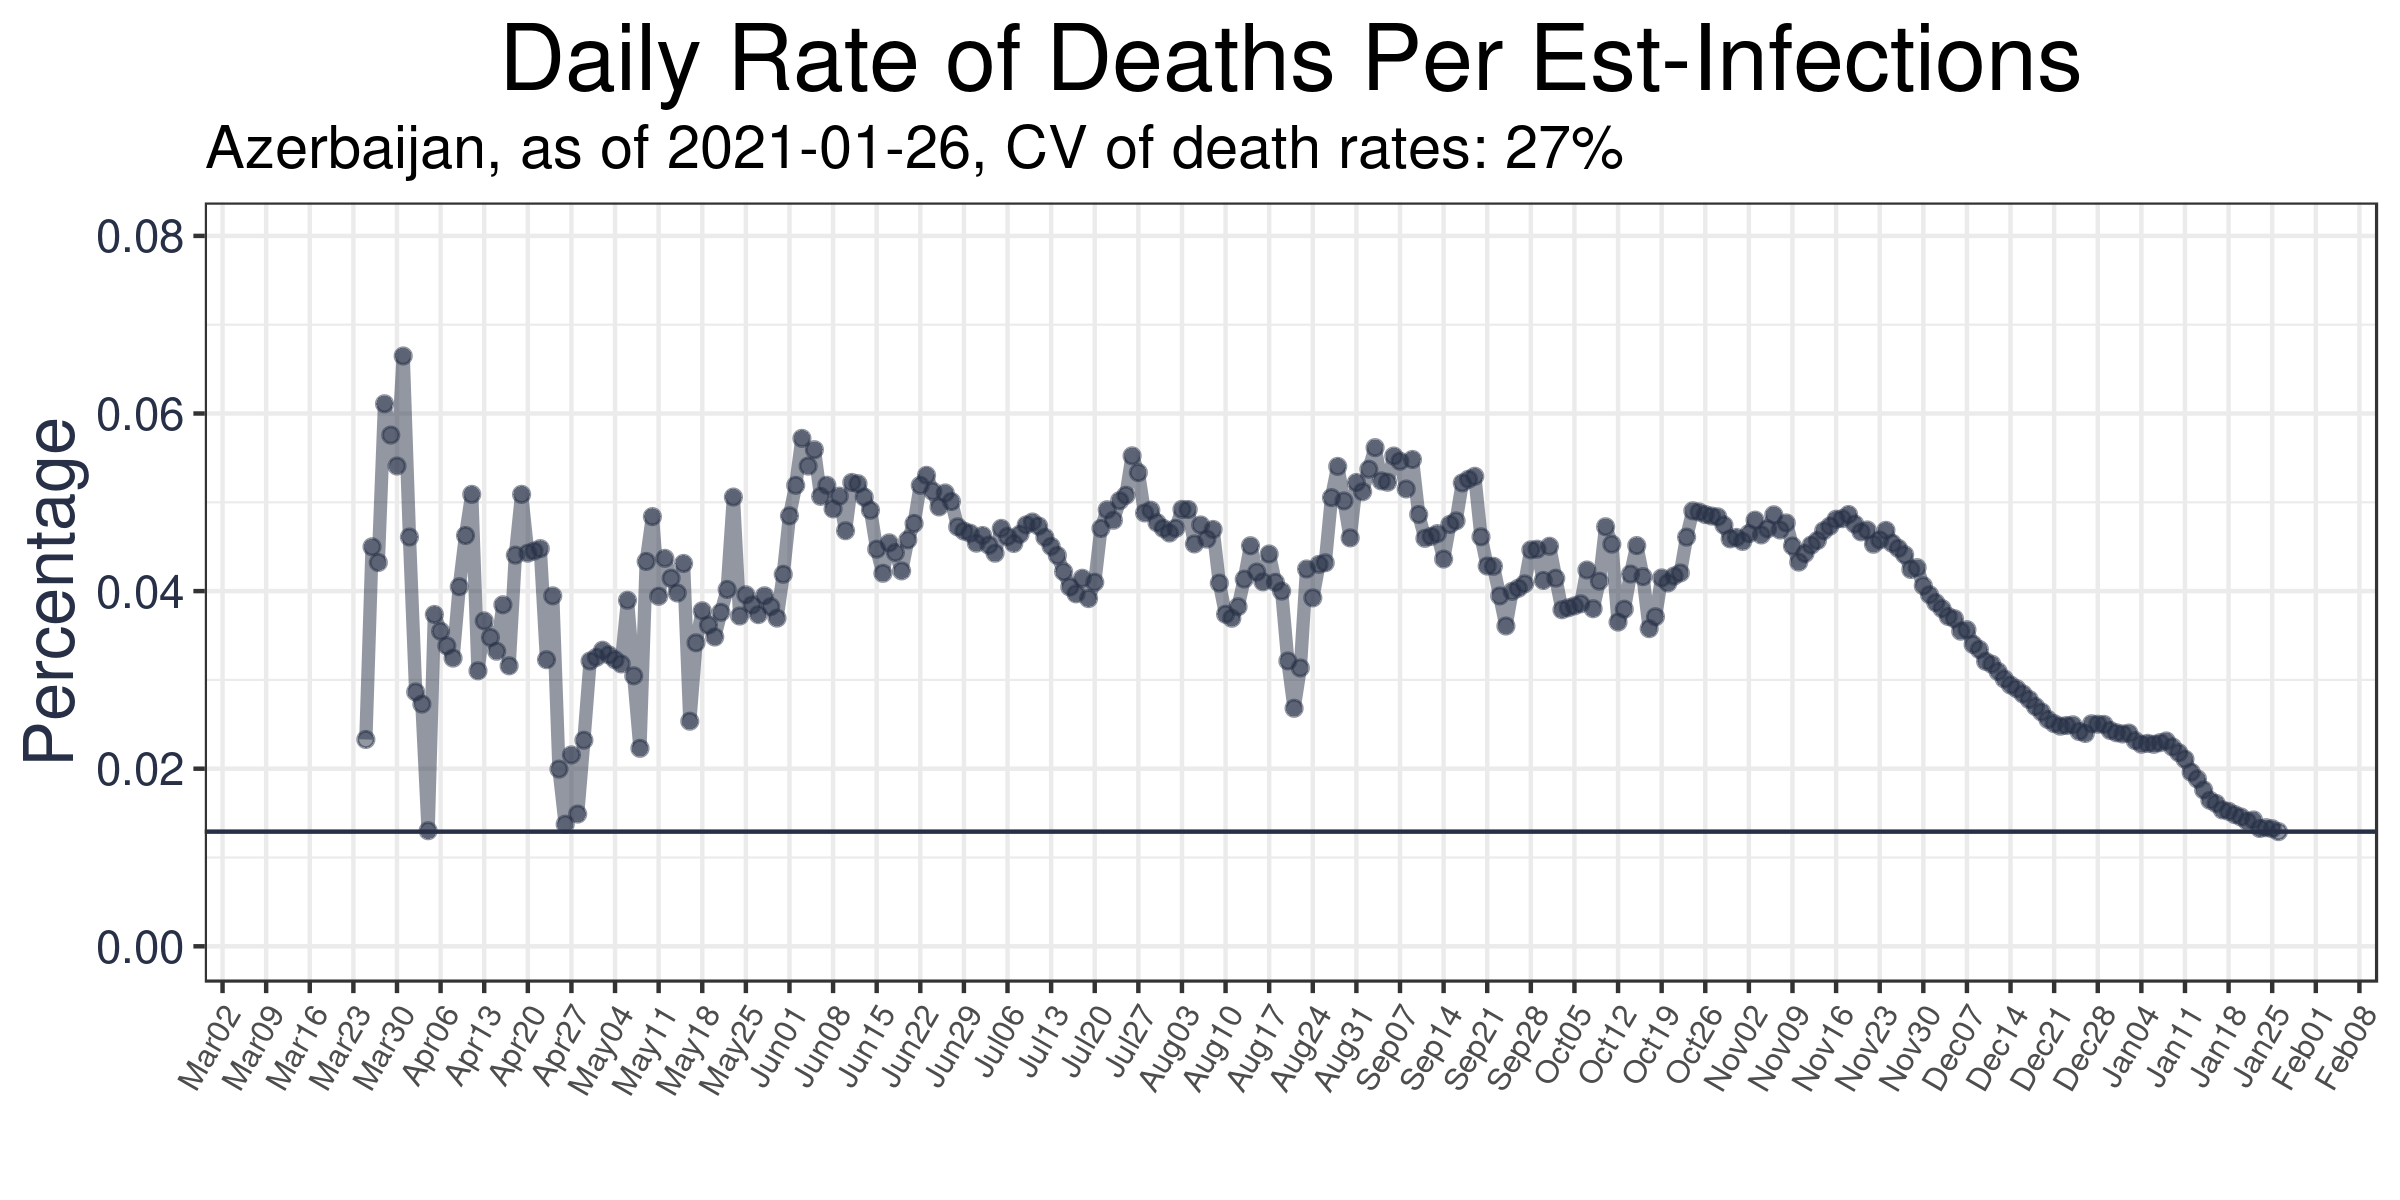 Daily Rate of Deaths Per Est-Infections
Azerbaijan, as of 2021-01-26, CV of death rates: 27%
Percentage
0.08
0.06
0.04
0.02
0.00
Mar02 Mar09 Mar16 Mar23 Mar30 Apr06 Apr13 Apr20 Apr27 May04 May11 May18 May25 Jun01 Jun08 Jun15 Jun22 Jun29 Jul06 Jul13 Jul20 Jul27 Aug03 Aug10 Aug17 Aug24 Aug31 Sep07 Sep14 Sep21 Sep28 Oct05 Oct12 Oct19 Oct26 Nov02 Nov09 Nov16 Nov23 Nov30 Dec07 Dec14 Dec21 Dec28 Jan04 Jan11 Jan18 Jan25 Feb01 Feb08